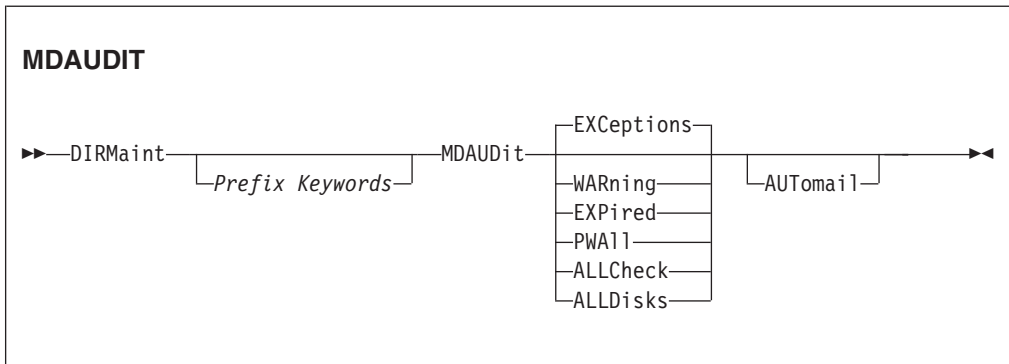 MDAUDIT
EXCeptions
DIRMaint MDAUDit
Prefix Keywords WARning AUTomail
EXPired
PWAll
ALLCheck
ALLDisks